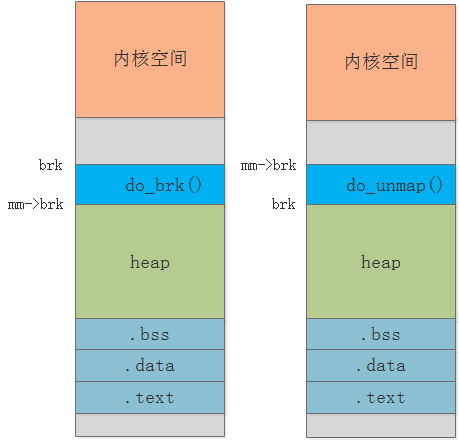 内核空间
brk
do_brk()
mm->brk
heap
.bss
.data
.text
内核空间
mm->brk
do_unmap()
brk
heap
.bss
.data
.text